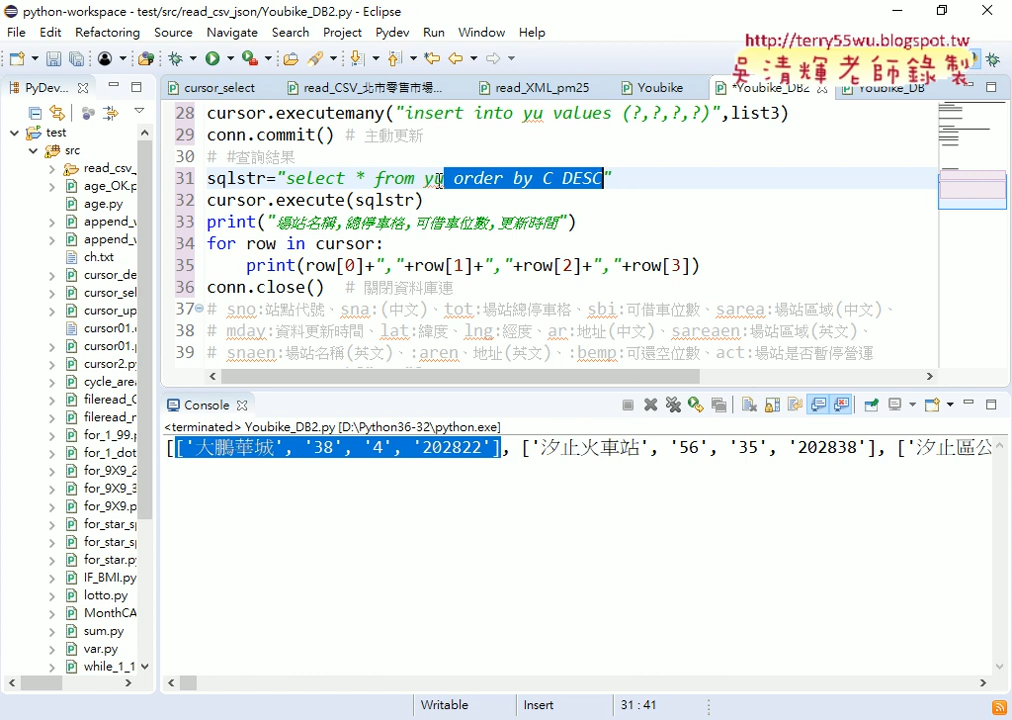 python-workspace - test/src/read_csv_json/Youbike_DB2.py - Eclipse
File Edit Refactoring Source Navigate Search Project Pydev Run Window Help
http://terry55wu.blogspot.tw
吳清輝老師錄製
PyDev...
cursor_select
read_CSV_北市零售市場...
read_XML_pm25
Youbike
*Youbike_DB2
Youbike_DB
test
src
read_csv_
age_OK.p
age.py
append_v
append_v
ch.txt
cursor_de
cursor_sel
cursor_up
cursor01.
cursor01.p
cursor2.p
cycle_area
fileread_C
fileread_r
for_1_99.p
for_1_dot
for_9X9_2
for_9X9_3
for_9X9.p
for_star_s
for_star_s
for_star.p
IF_BMI.py
lotto.py
MonthCA
sum.py
var.py
while_1_1
28 cursor.executemany("insert into yu values (?,?,?,?)",list3)
29 conn.commit() # 主動更新
30 # #查詢結果
31 sqlstr="select * from yu order by C DESC"
32 cursor.execute(sqlstr)
33 print("場站名稱,總停車格,可借車位數,更新時間")
34 for row in cursor:
35 print(row[0]+","+row[1]+","+row[2]+","+row[3])
36 conn.close() # 關閉資料庫連
37 # sno:站點代號、sna:(中文)、tot:場站總停車格、sbi:可借車位數、sarea:場站區域(中文)、
38 # mday:資料更新時間、lat:緯度、lng:經度、ar:地址(中文)、sareaen:場站區域(英文)、
39 # snaen:場站名稱(英文)、:aren、地址(英文)、:bemp:可還空位數、act:場站是否暫停營運
Console
<terminated> Youbike_DB2.py [D:\Python36-32\python.exe]
[['大鵬華城', '38', '4', '202822'], ['汐止火車站', '56', '35', '202838'], ['汐止區公
Writable Insert 31 : 41